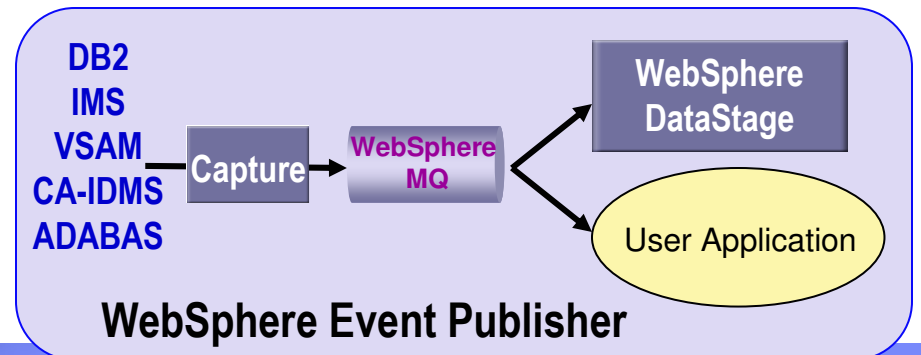 DB2
IMS
VSAM
CA-IDMS
ADABAS
Capture
WebSphere
MQ
WebSphere
DataStage
User Application
WebSphere Event Publisher